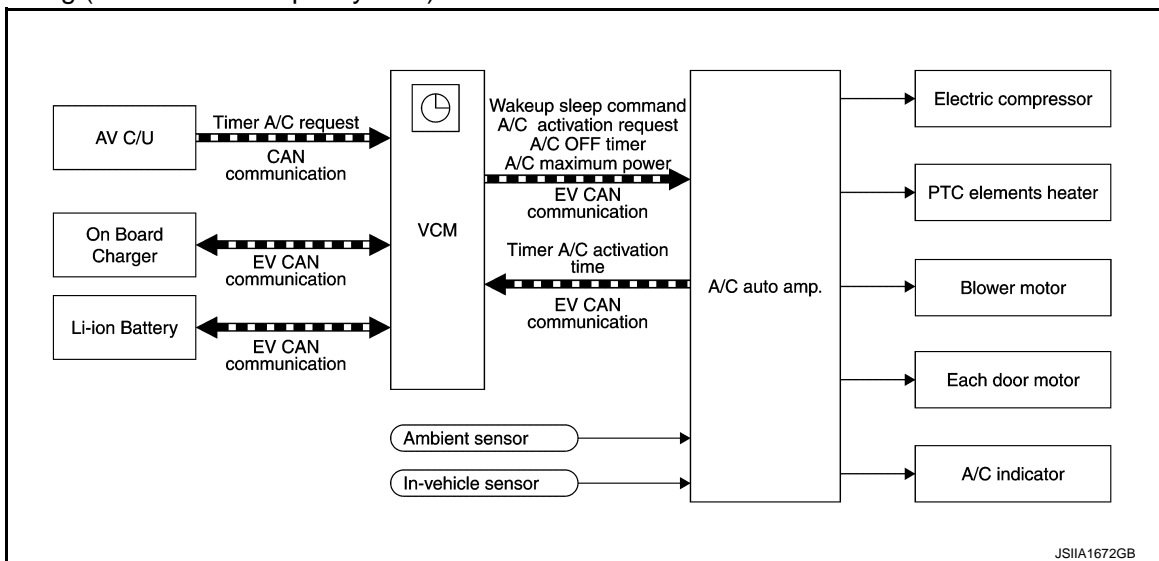 AV C/U
Timer A/C request
CAN
communication
On Board
Charger
EV CAN
communication
Li-ion Battery
EV CAN
communication
VCM
Wakeup sleep command
A/C activation request
A/C OFF timer
A/C maximum power
EV CAN
communication
Timer A/C activation
time
EV CAN
communication
Ambient sensor
In-vehicle sensor
A/C auto amp.
Electric compressor
PTC elements heater
Blower motor
Each door motor
A/C indicator
JSIIA1672GB